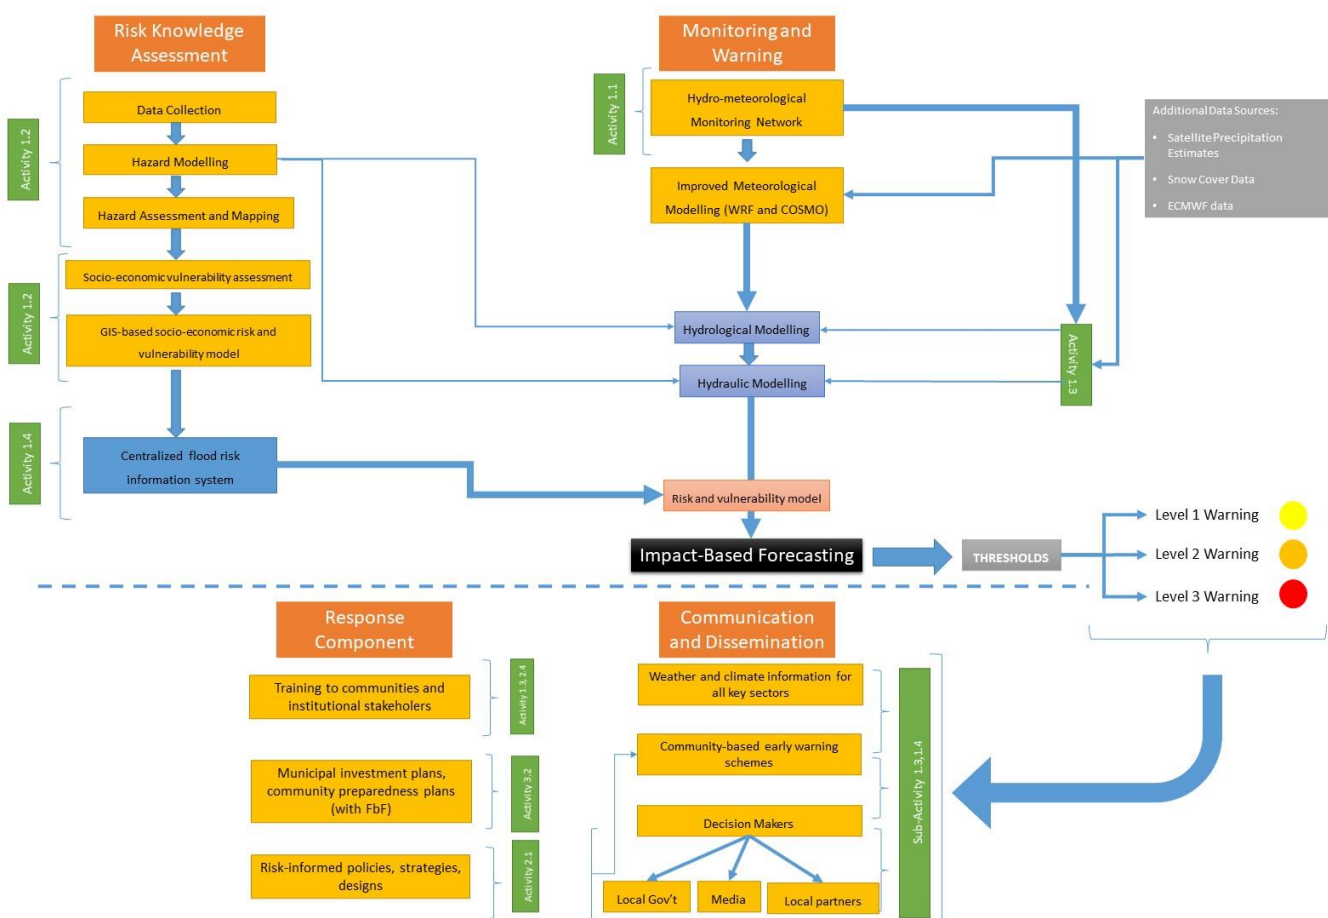 Risk Knowledge
Assessment
Activity 1.2
Data Collection
Hazard Modelling
Hazard Assessment and Mapping
Activity 1.2
Socio-economic vulnerability assessment
GIS-based socio-economic risk and
vulnerability model
Activity 1.4
Centralized flood risk
information system
Monitoring and
Warning
Activity 1.1
Hydro-meteorological
Monitoring Network
Improved Meteorological
Modelling (WRF and COSMO)
Hydrological Modelling
Hydraulic Modelling
Activity 1.3
Additional Data Sources:
• Satellite Precipitation
Estimates
• Snow Cover Data
• ECMWF data
Risk and vulnerability model
Impact-Based Forecasting
THRESHOLDS
Level 1 Warning
Level 2 Warning
Level 3 Warning
Response
Component
Training to communities and
institutional stakeholers
Activity 1.3, 2.4
Municipal investment plans,
community preparedness plans
(with FbF)
Activity 3.2
Risk-informed policies, strategies,
designs
Activity 2.1
Communication
and Dissemination
Weather and climate information for
all key sectors
Community-based early warning
schemes
Decision Makers
Local Gov't
Media
Local partners
Sub-Activity 1.3,1.4